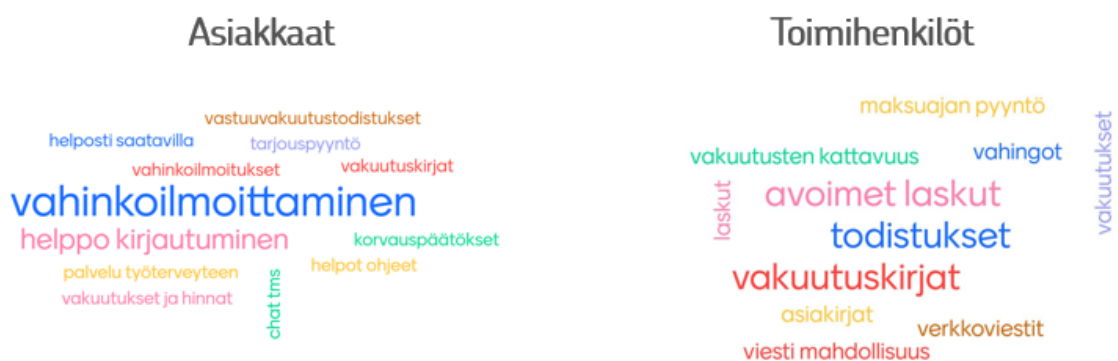 Asiakkaat
vastuuvakuutustodistukset
helposti saatavilla
tarjouspyyntö
vahinkoilmoitukset
vakuutuskirjat
vahinkoilmoittaminen
helppo kirjautuminen
korvauspäätökset
palvelu työterveyteen
helpot ohjeet
vakuutukset ja hinnat
chat tms
Toimihenkilöt
maksuajan pyyntö
vakuutukset
vakuutusten kattavuus
vahingot
laskut
avoimet laskut
todistukset
vakuutuskirjat
asiakirjat
verkkoviestit
viesti mahdollisuus